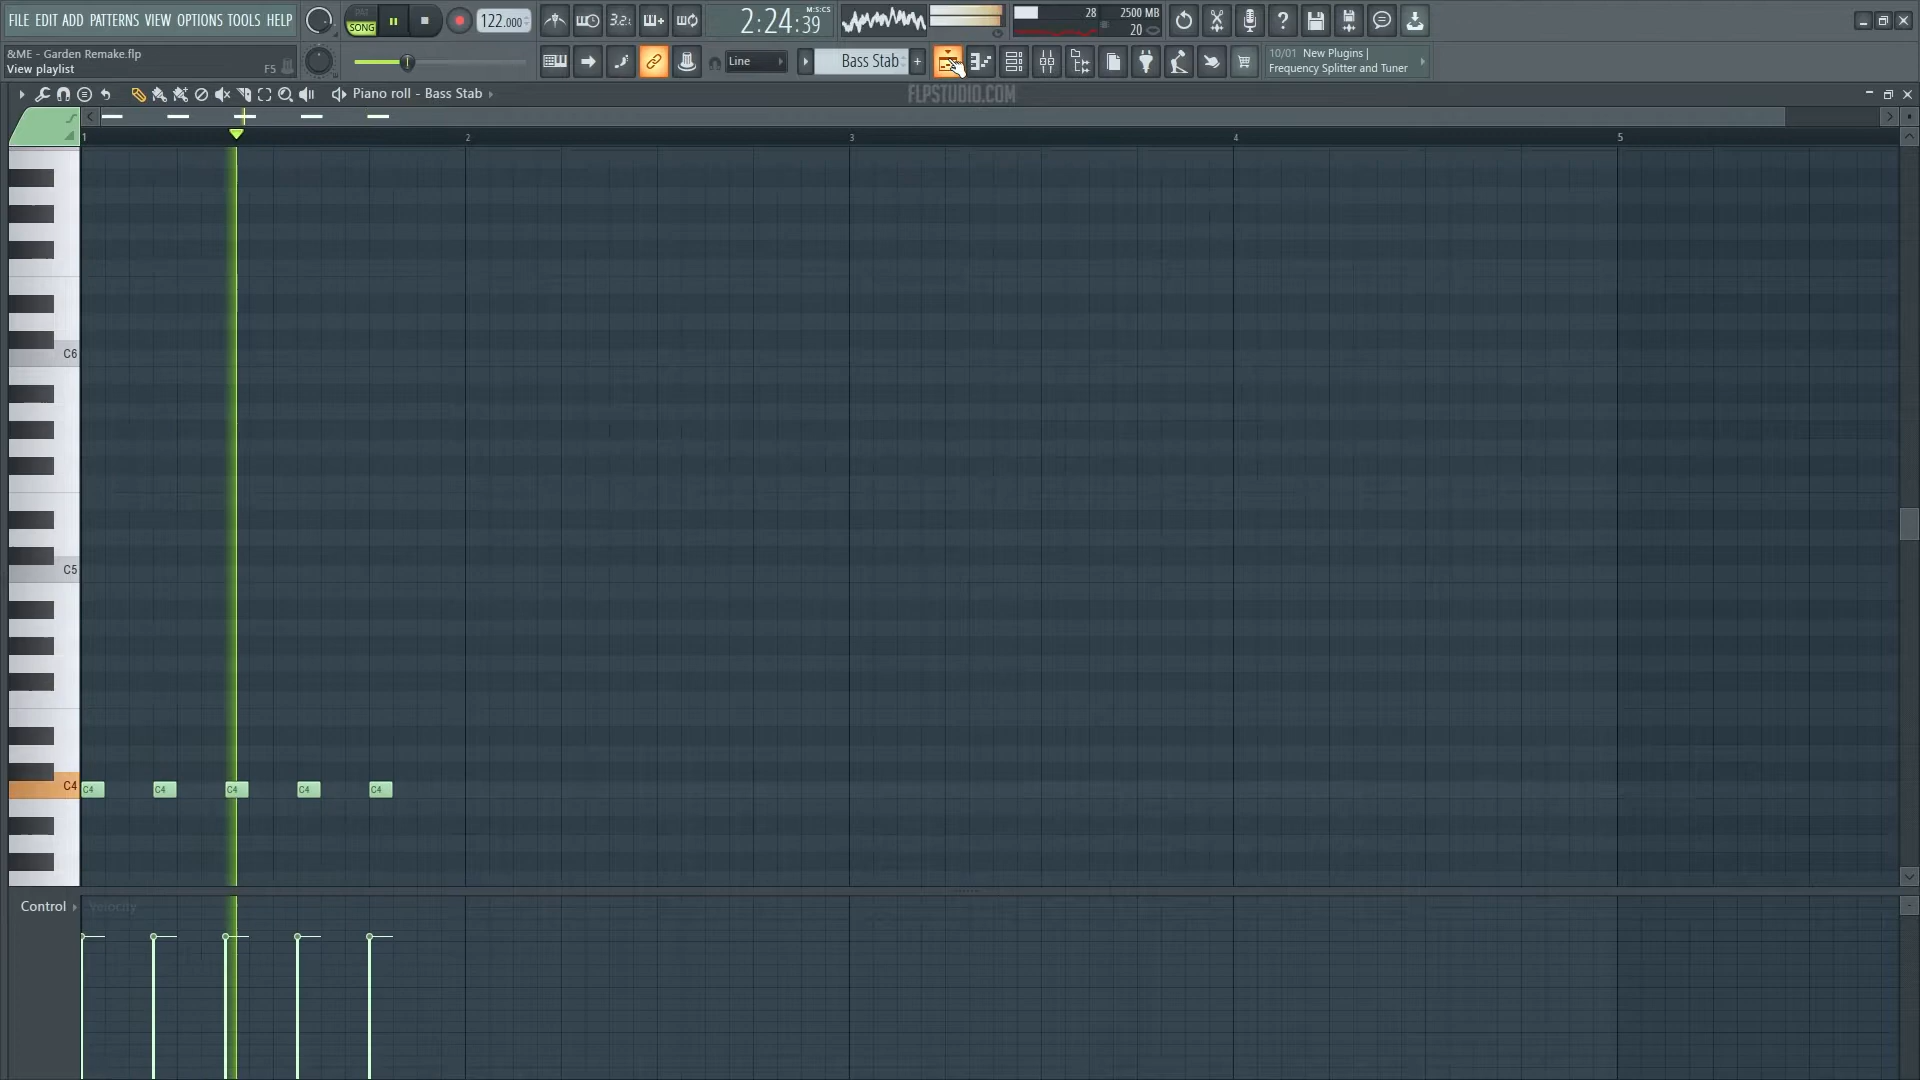 FILE EDIT ADD PATTERNS VIEW OPTIONS TOOLS HELP
PAT
SONG
122.000
3.2.
2:24:39
M:S:CS
28
2500 MB
20
&ME - Garden Remake.flp
View playlist
F5
Line
Bass Stab
10/01 New Plugins |
Frequency Splitter and Tuner
Piano roll - Bass Stab
FLPSTUDIO.COM
1 2 3 4 5
C6
C5
C4
C4 C4 C4 C4 C4
Control
Velocity